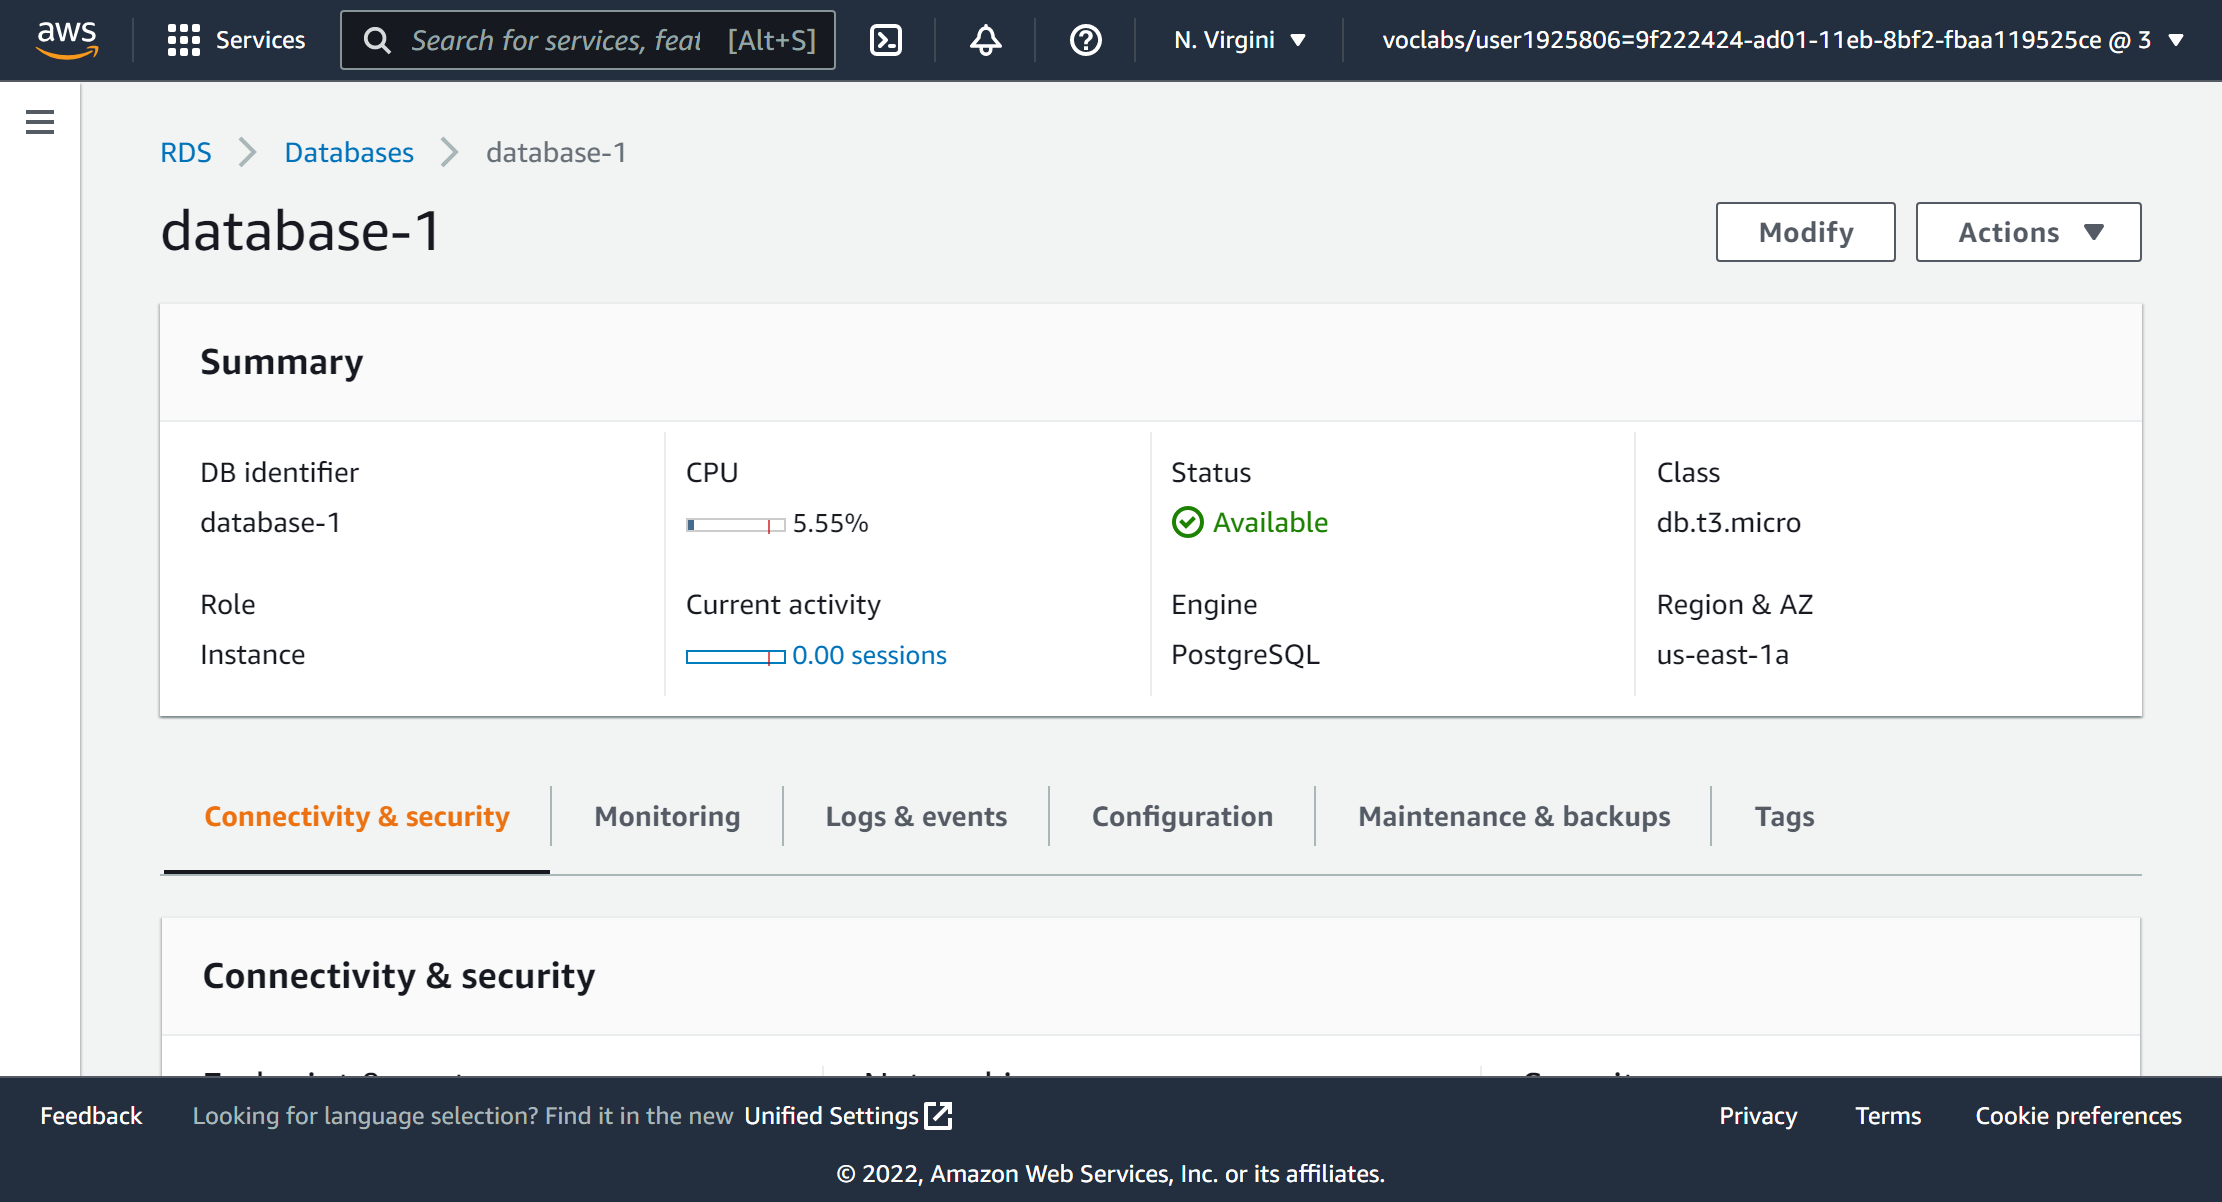 aws Services Search for services, feat [Alt+S] N. Virgini voclabs/user1925806=9f222424-ad01-11eb-8bf2-fbaa119525ce @ 3
RDS Databases database-1
database-1
Modify Actions
Summary
DB identifier CPU Status Class
database-1 5.55% Available db.t3.micro
Role Current activity Engine Region & AZ
Instance 0.00 sessions PostgreSQL us-east-1a
Connectivity & security Monitoring Logs & events Configuration Maintenance & backups Tags
Connectivity & security
Feedback Looking for language selection? Find it in the new Unified Settings Privacy Terms Cookie preferences
© 2022, Amazon Web Services, Inc. or its affiliates.